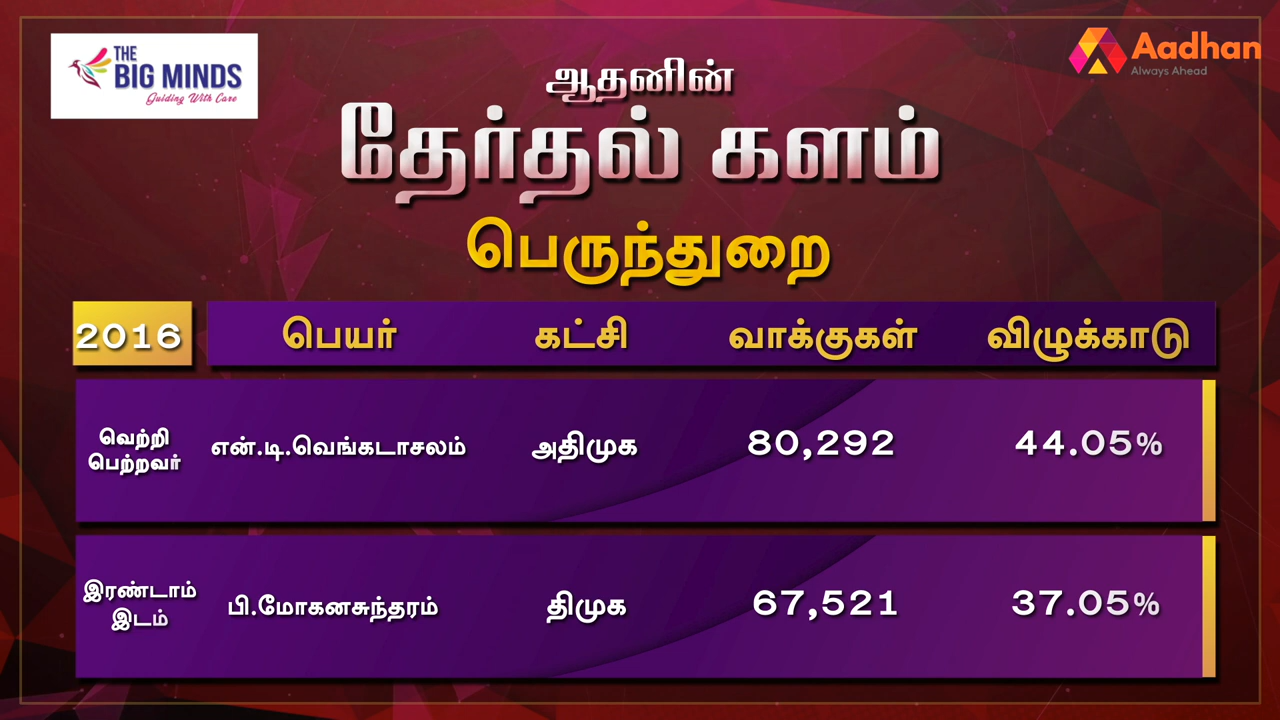 THE
BIG MINDS
Guiding With Care
Aadhan
Always Ahead
ஆதனின்
தேர்தல் களம்
பெருந்துறை
2016 பெயர் கட்சி வாக்குகள் விழுக்காடு
வெற்றி
பெற்றவர்
என்.டி.வெங்கடாசலம் அதிமுக 80,292 44.05%
இரண்டாம்
இடம்
பி.மோகனசுந்தரம் திமுக 67,521 37.05%